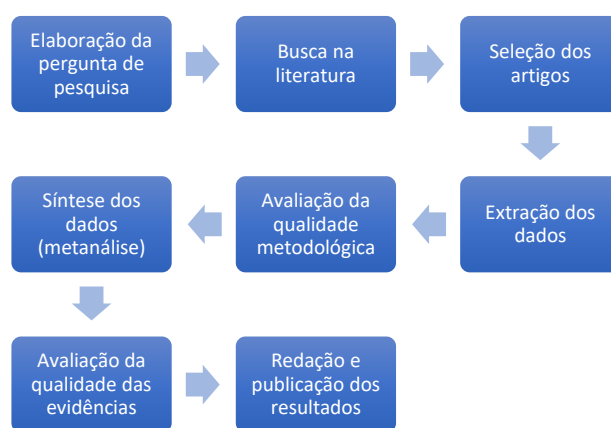 Elaboração da
pergunta de
pesquisa
Busca na
literatura
Seleção dos
artigos
Extração dos
dados
Avaliação da
qualidade
metodológica
Síntese dos
dados
(metanálise)
Avaliação da
qualidade das
evidências
Redação e
publicação dos
resultados